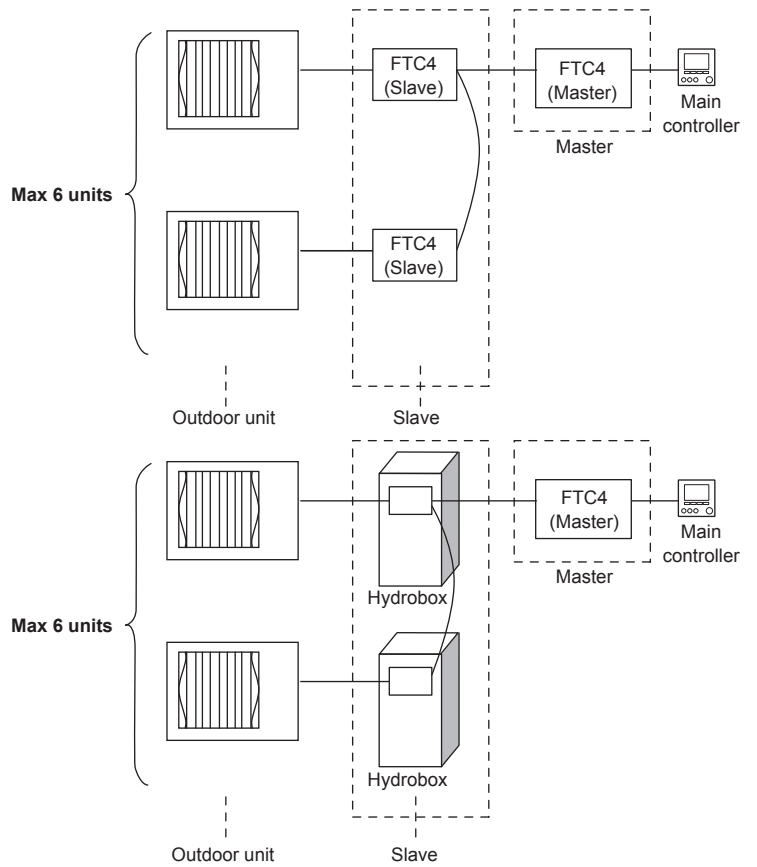 FTC4
(Slave)
FTC4
(Master)
Main
controller
Master
Max 6 units
FTC4
(Slave)
Outdoor unit
Slave
FTC4
(Master)
Main
controller
Master
Hydrobox
Max 6 units
Hydrobox
Outdoor unit
Slave